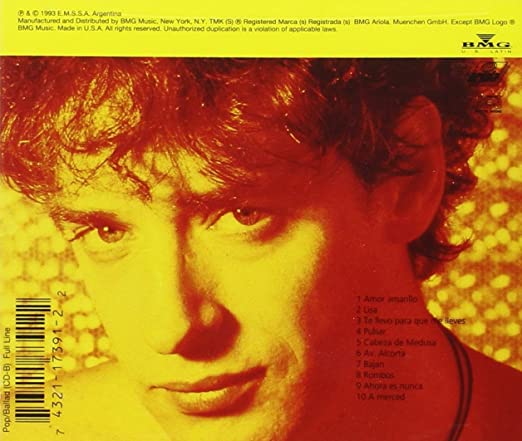 ℗ & © 1993 E.M.S.S.A. Argentina
Manufactured and Distributed by BMG Music, New York, N.Y. TMK (S) ® Registered Marca (s) Registrada (s) BMG Ariola, Muenchen GmbH. Except BMG Logo ®
BMG Music. Made in U.S.A. All rights reserved. Unauthorized duplication is a violation of applicable laws.
BMG
U.S. LATIN
1 Amor amarillo
2 Lisa
3 Te llevo para que me lleves
4 Pulsar
5 Cabeza de Medusa
6 Av. Alcorta
7 Bajan
8 Rombos
9 Ahora es nunca
10 A merced
Pop/Ballad (CD-B) Full Line
7 4321-17391-2 2